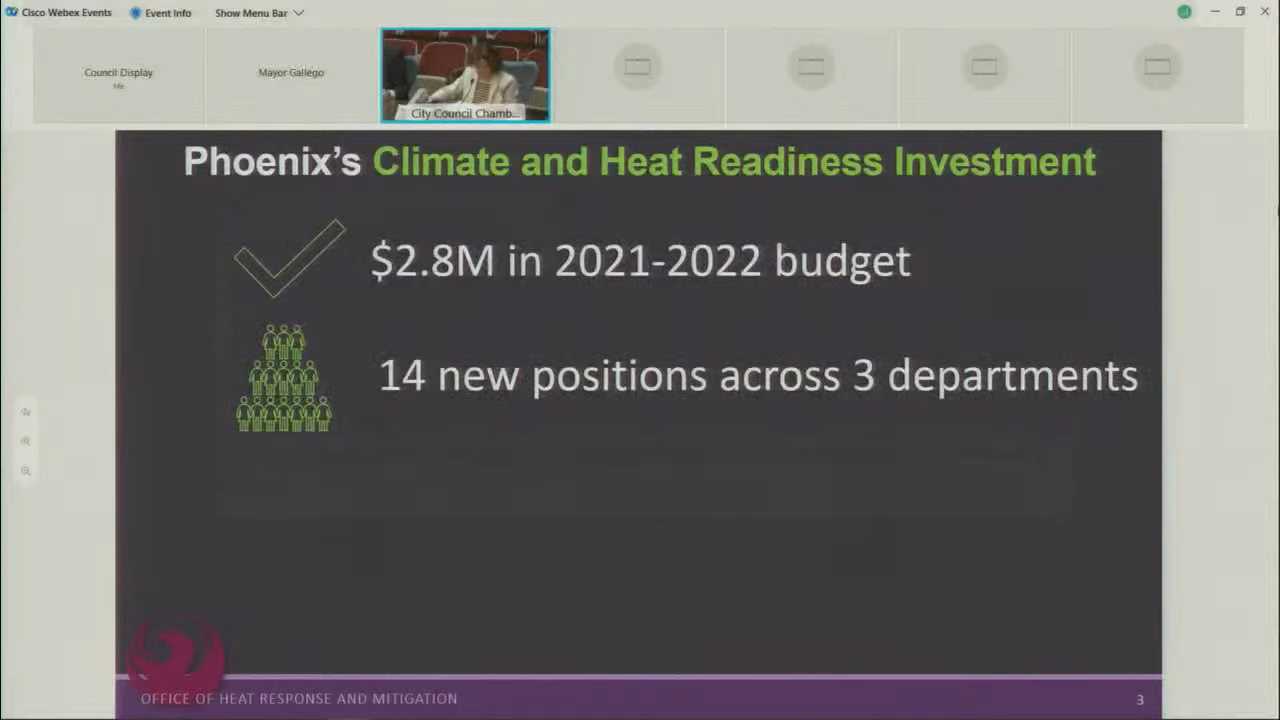 Cisco Webex Events
Event Info
Show Menu Bar
Council Display
Me
Mayor Gallego
City Council Chamb...
Phoenix's Climate and Heat Readiness Investment
$2.8M in 2021-2022 budget
14 new positions across 3 departments
OFFICE OF HEAT RESPONSE AND MITIGATION
3